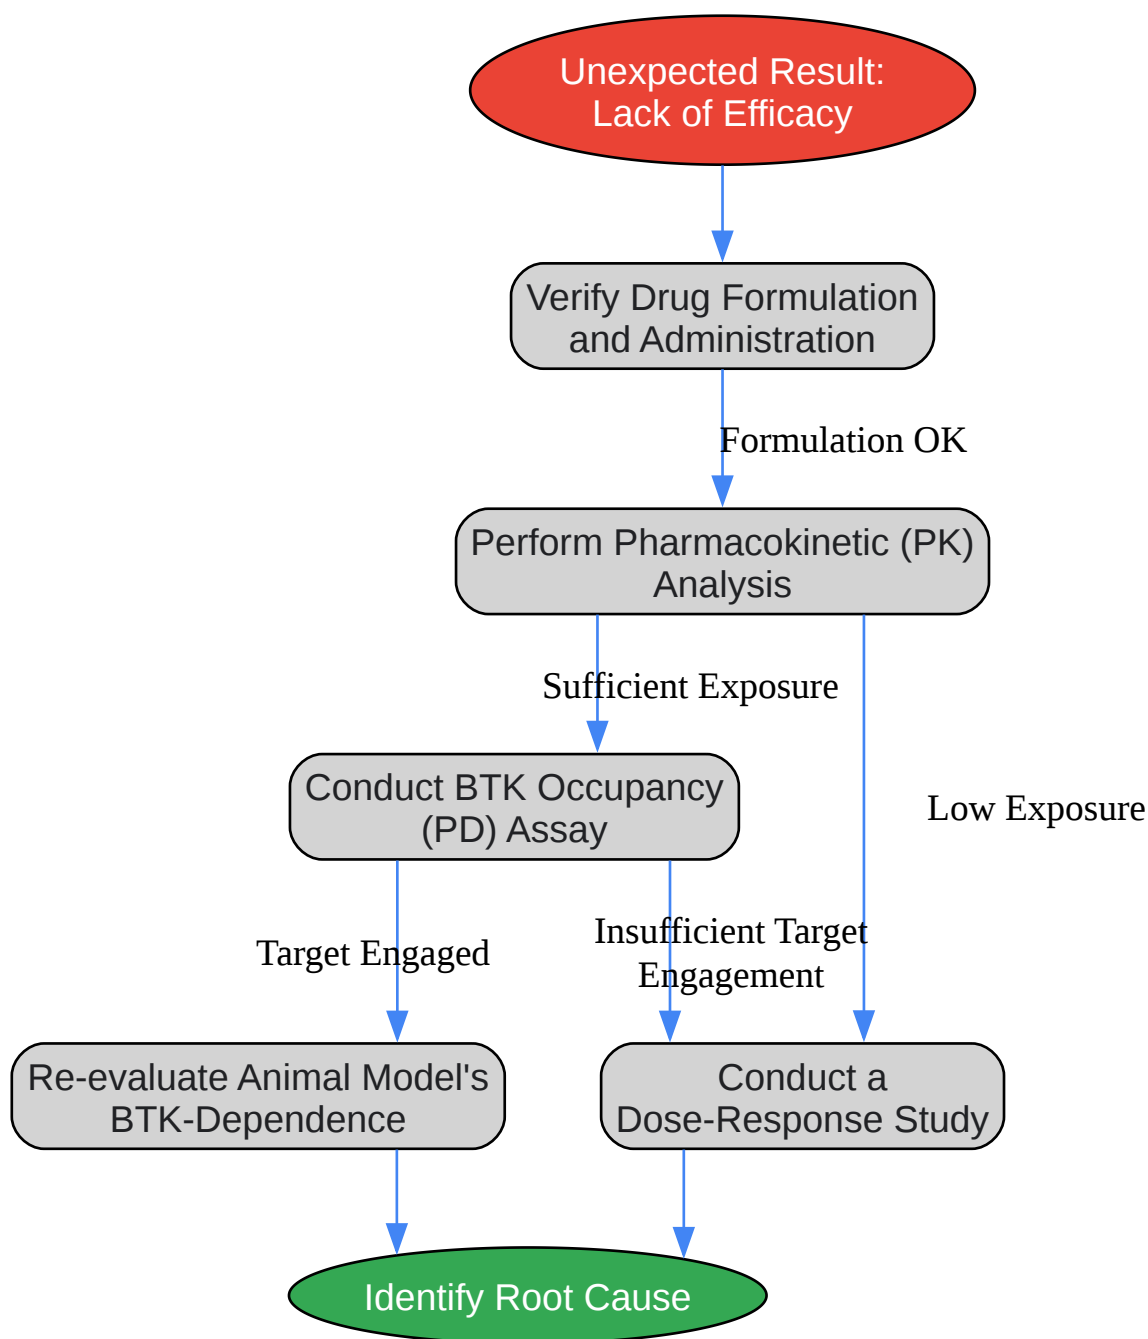 Unexpected Result:
Lack of Efficacy
Verify Drug Formulation
and Administration
Formulation OK
Perform Pharmacokinetic (PK)
Analysis
Sufficient Exposure
Conduct BTK Occupancy
(PD) Assay
Low Exposure
Target Engaged
Insufficient Target
Engagement
Re-evaluate Animal Model's
BTK-Dependence
Conduct a
Dose-Response Study
Identify Root Cause